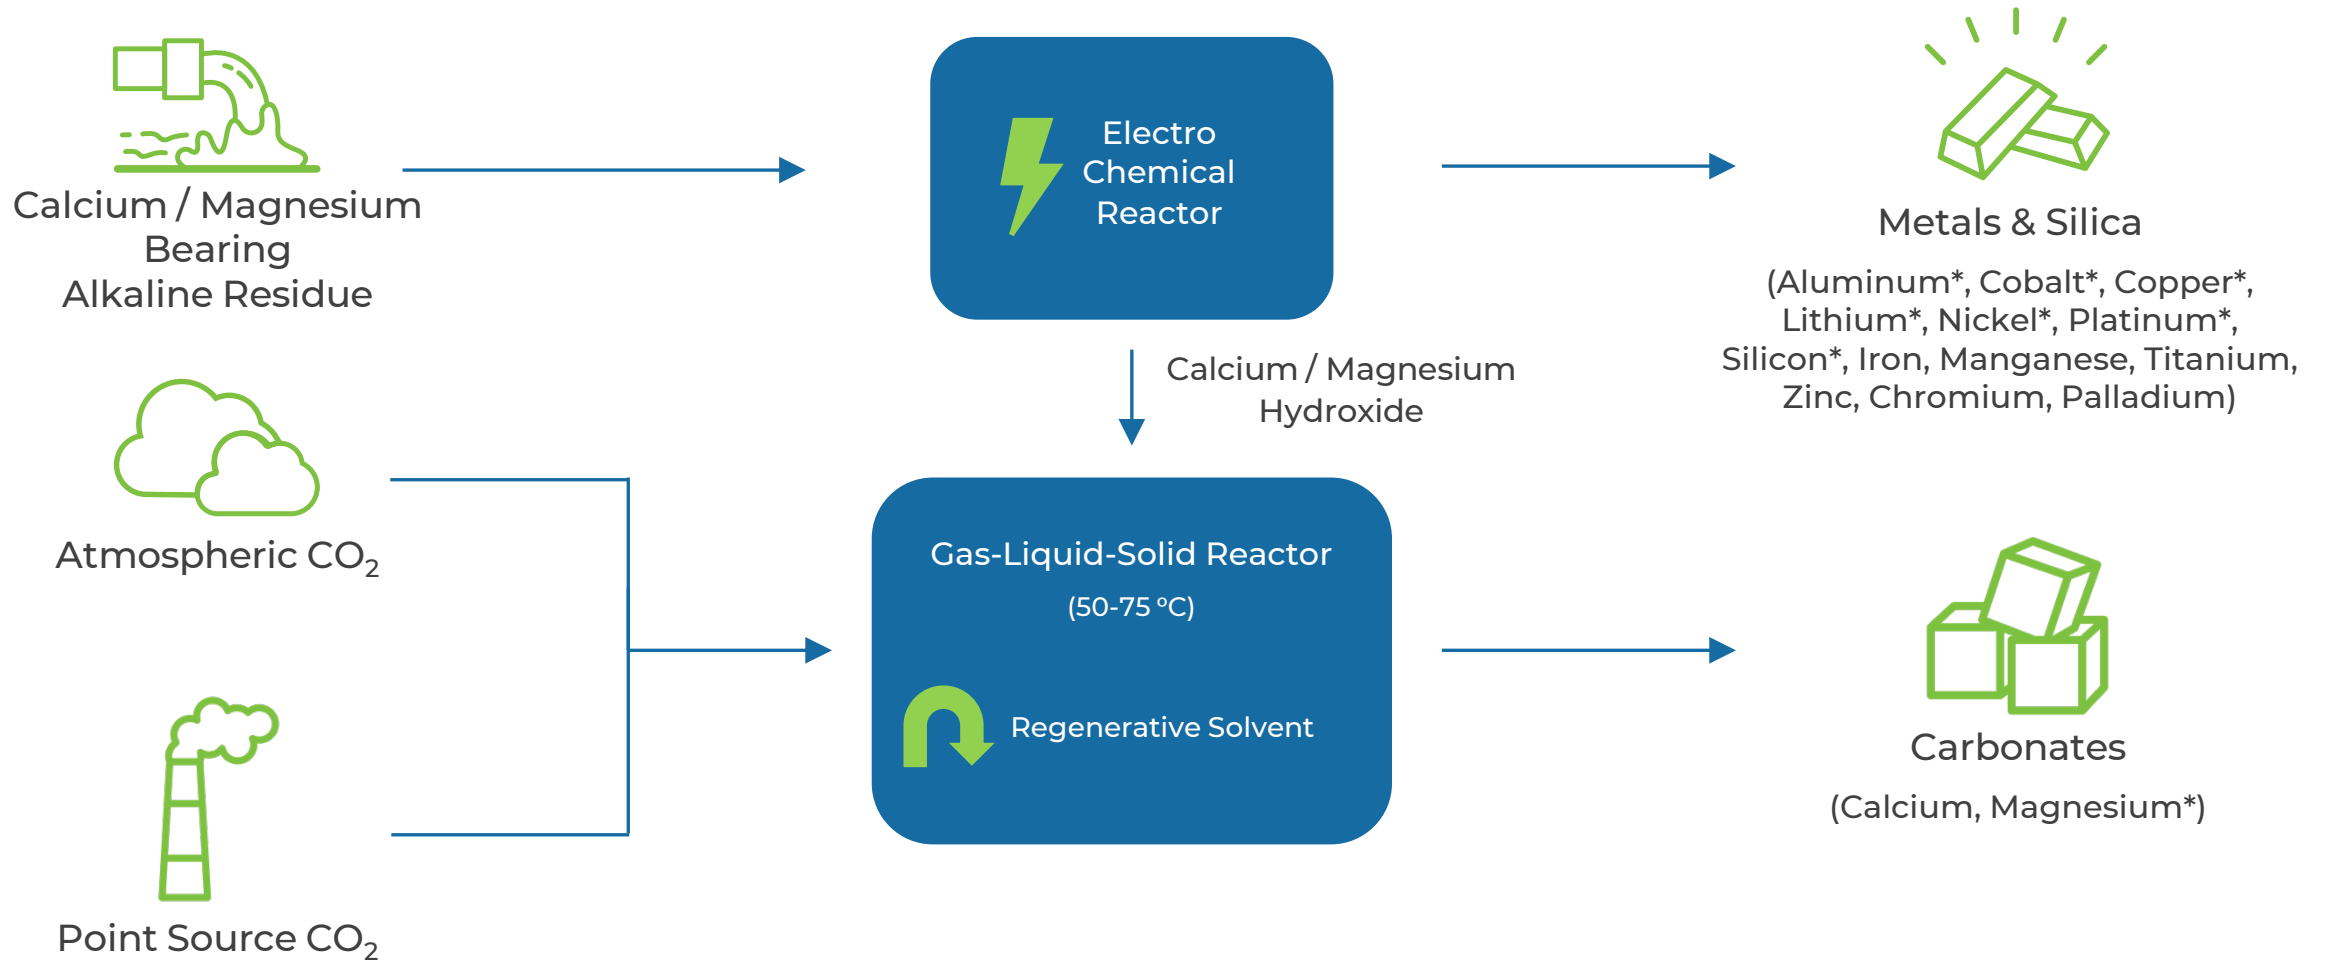 Calcium / Magnesium
Bearing
Alkaline Residue
Electro
Chemical
Reactor
Metals & Silica
(Aluminum*, Cobalt*, Copper*,
Lithium*, Nickel*, Platinum*,
Silicon*, Iron, Manganese, Titanium,
Zinc, Chromium, Palladium)
Calcium / Magnesium
Hydroxide
Atmospheric CO₂
Gas-Liquid-Solid Reactor
(50-75 °C)
Regenerative Solvent
Carbonates
(Calcium, Magnesium*)
Point Source CO₂